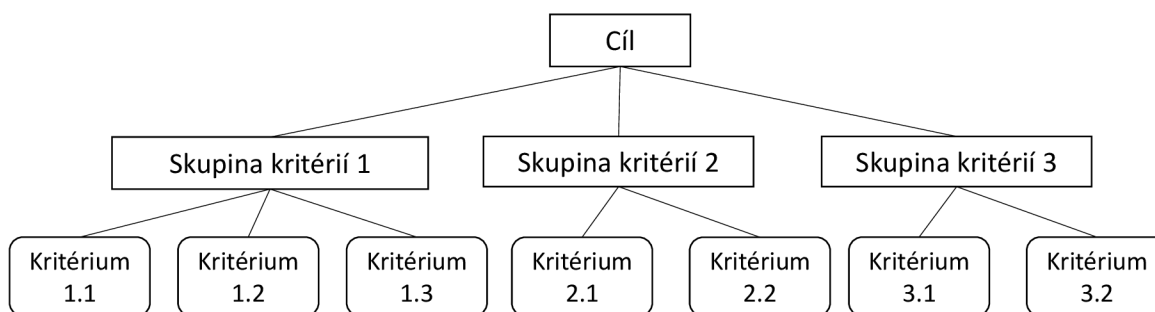 Cíl
Skupina kritérií 1
Skupina kritérií 2
Skupina kritérií 3
Kritérium
1.1
Kritérium
1.2
Kritérium
1.3
Kritérium
2.1
Kritérium
2.2
Kritérium
3.1
Kritérium
3.2